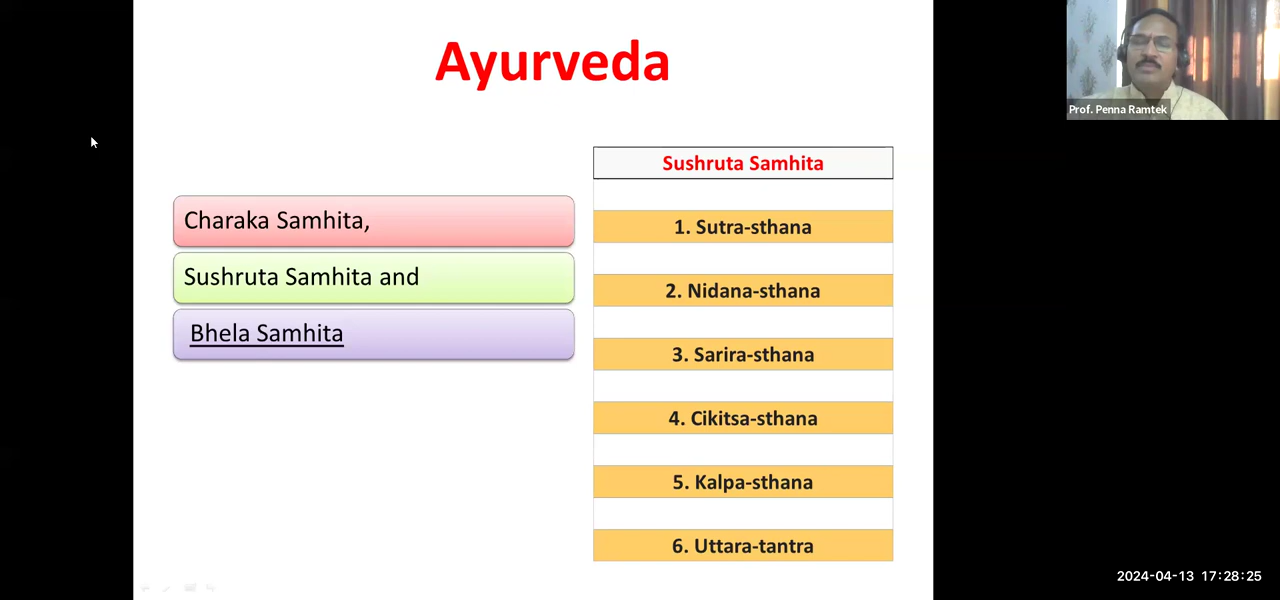 Ayurveda
Prof. Penna Ramtek
Charaka Samhita,
Sushruta Samhita and
Bhela Samhita
Sushruta Samhita
1. Sutra-sthana
2. Nidana-sthana
3. Sarira-sthana
4. Cikitsa-sthana
5. Kalpa-sthana
6. Uttara-tantra
2024-04-13 17:28:25